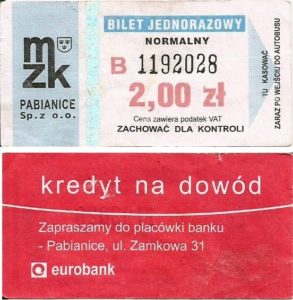 mzk
PABIANICE
Sp. z o.o.
BILET JEDNORAZOWY
NORMALNY
B 1192028
2,00 zł
Cena zawiera podatek VAT
ZACHOWAĆ DLA KONTROLI
TU KASOWAĆ
ZARAZ PO WEJŚCIU DO AUTOBUSU
kredyt na dowód
Zapraszamy do placówki banku
- Pabianice, ul. Zamkowa 31
eurobank